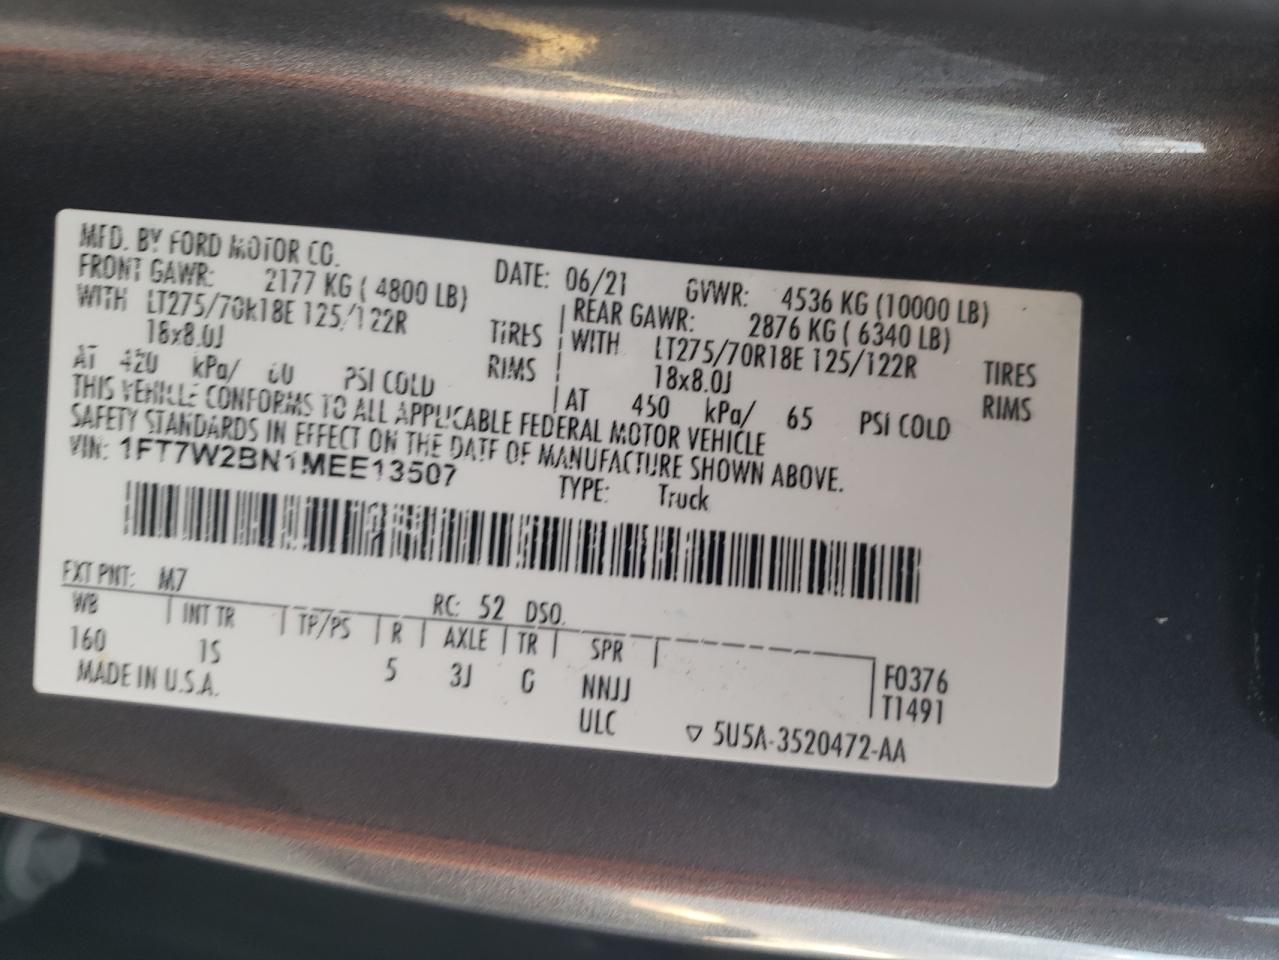 MFD. BY FORD MOTOR CO. DATE: 06/21 GVWR: 4536 KG (10000 LB)
FRONT GAWR: 2177 KG ( 4800 LB) REAR GAWR: 2876 KG ( 6340 LB)
WITH LT275/70R18E 125/122R TIRES WITH LT275/70R18E 125/122R TIRES
18x8.0J RIMS 18x8.0J RIMS
AT 420 kPa/ 60 PSI COLD AT 450 kPa/ 65 PSI COLD
THIS VEHICLE CONFORMS TO ALL APPLICABLE FEDERAL MOTOR VEHICLE
SAFETY STANDARDS IN EFFECT ON THE DATE OF MANUFACTURE SHOWN ABOVE.
VIN: 1FT7W2BN1MEE13507 TYPE: Truck
EXT PNT: M7 RC: 52 DSO:
WB INT TR TP/PS R AXLE TR SPR
160 1S 5 3J G NNJJ F0376
MADE IN U.S.A. ULC T1491
▽ 5U5A-3520472-AA